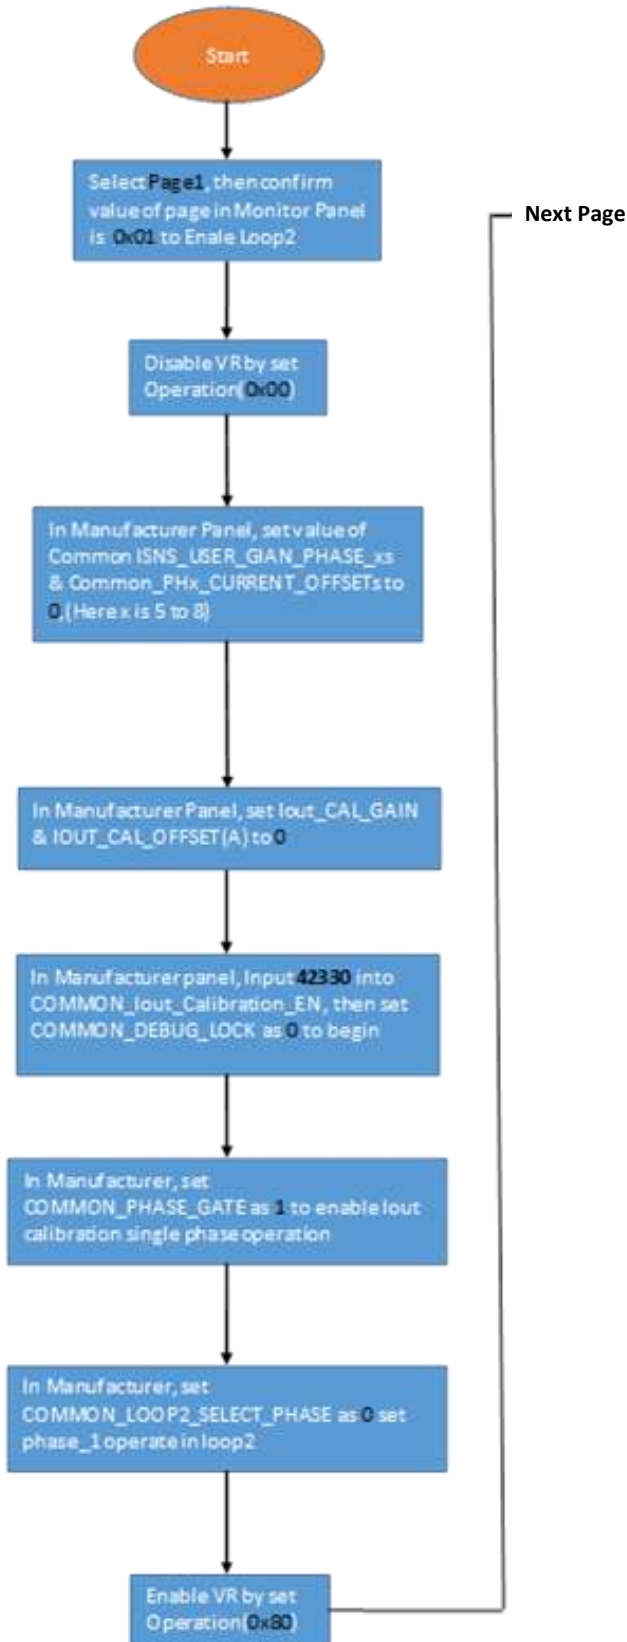 Start
Select Page1, then confirm
value of page in Monitor Panel
is 0x01 to Enale Loop2
Disable VR by set
Operation(0x00)
In Manufacturer Panel, set value of
Common ISNS_USER_GIAN_PHASE_xs
& Common_PHx_CURRENT_OFFSETs to
0,(Here x is 5 to 8)
In Manufacturer Panel, set Iout_CAL_GAIN
& IOUT_CAL_OFFSET(A) to 0
In Manufacturer panel, Input 42330 into
COMMON_Iout_Calibration_EN, then set
COMMON_DEBUG_LOCK as 0 to begin
In Manufacturer, set
COMMON_PHASE_GATE as 1 to enable Iout
calibration single phase operation
In Manufacturer, set
COMMON_LOOP2_SELECT_PHASE as 0 set
phase_1 operate in loop2
Enable VR by set
Operation(0x80)
Next Page